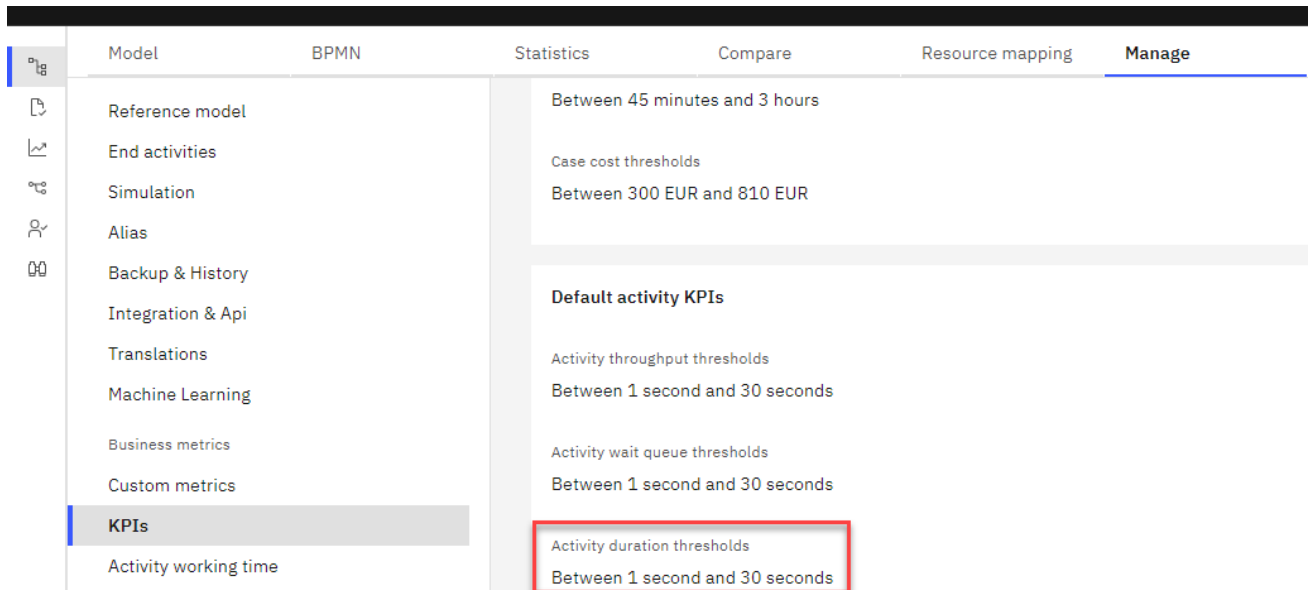 Model
BPMN
Statistics
Compare
Resource mapping
Manage
Reference model
End activities
Simulation
Alias
Backup & History
Integration & Api
Translations
Machine Learning
Business metrics
Custom metrics
KPIs
Activity working time
Between 45 minutes and 3 hours
Case cost thresholds
Between 300 EUR and 810 EUR
Default activity KPIs
Activity throughput thresholds
Between 1 second and 30 seconds
Activity wait queue thresholds
Between 1 second and 30 seconds
Activity duration thresholds
Between 1 second and 30 seconds